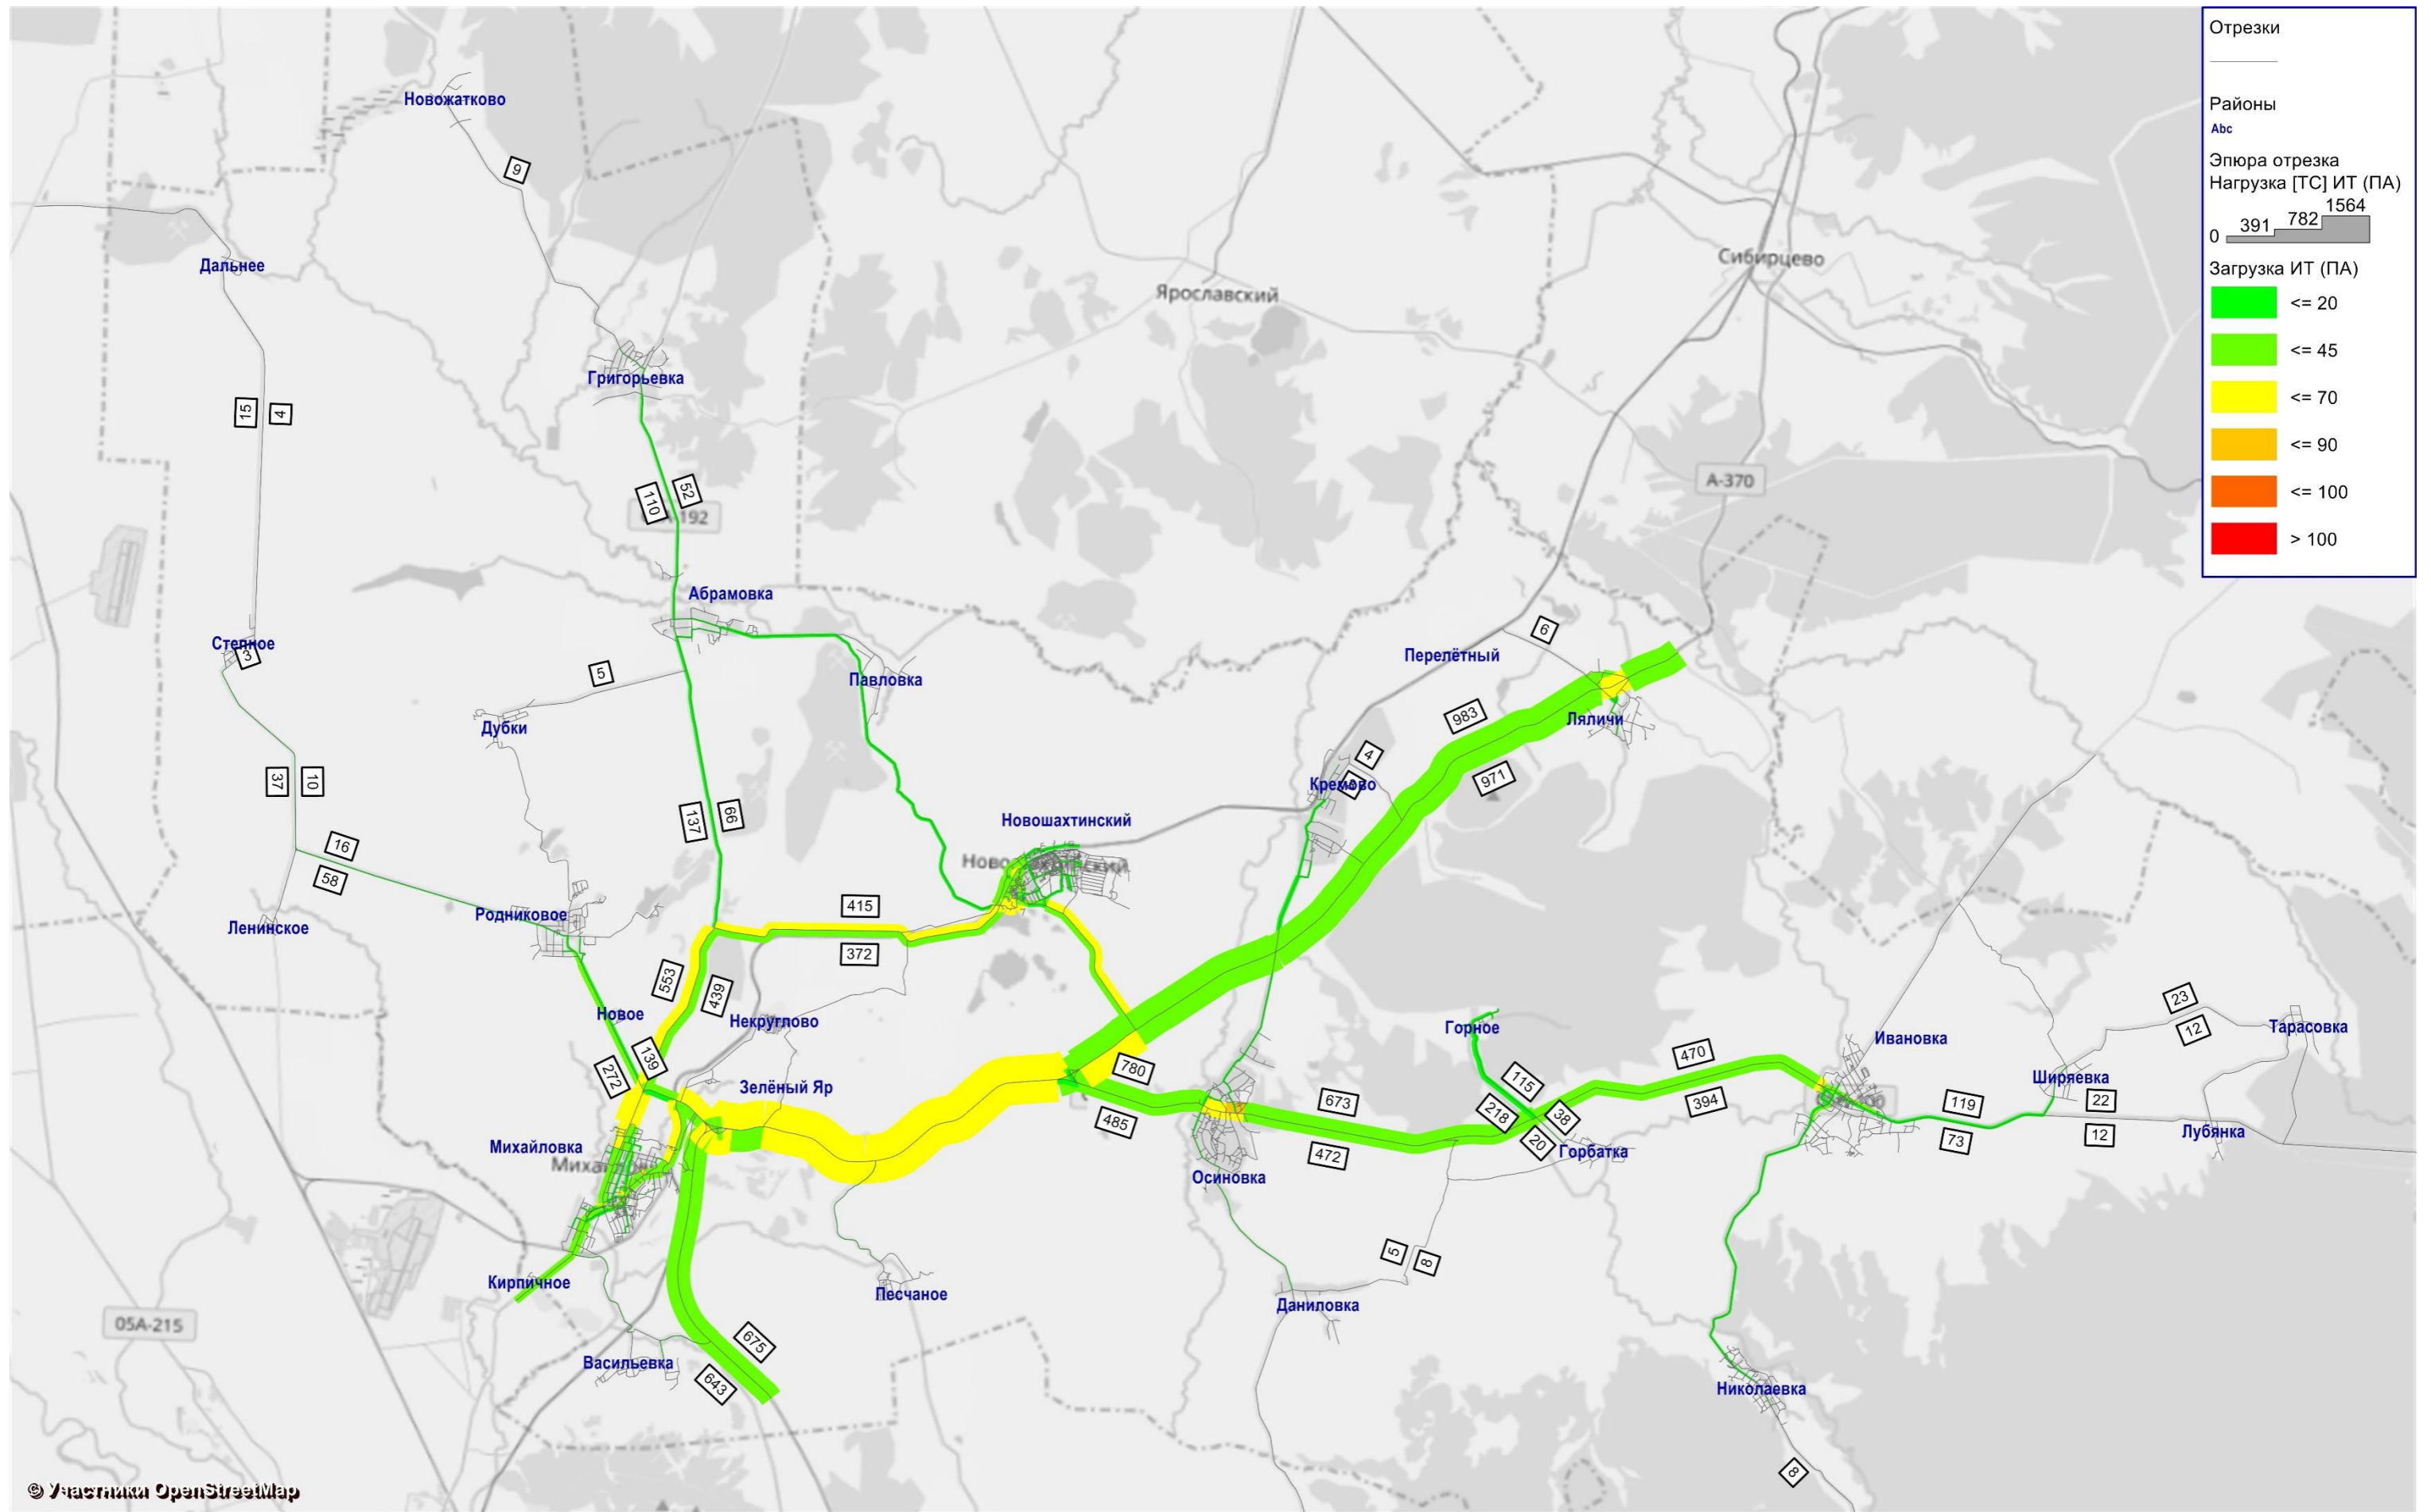 Отрезки
Районы
Abc
Эпюра отрезка
Нагрузка [ТС] ИТ (ПА)
0 391 782 1564
Загрузка ИТ (ПА)
<= 20
<= 45
<= 70
<= 90
<= 100
> 100
Новожатково
9
Дальнее
Сибирцево
Ярославский
Григорьевка
15
4
А-370
110
52
Абрамовка
Степное
3
5
Дубки
Павловка
Перелётный
6
983
Ляличи
971
4
Кремово
37
10
137
66
Новошахтинский
16
58
Родниковое
Ленинское
415
372
553
439
Новое
Некруглово
139
272
Зелёный Яр
780
485
Горное
115
218
38
20
673
472
470
394
Ивановка
Ширяевка
23
12
Тарасовка
119
73
22
12
Лубянка
Михайловка
Осиновка
Горбатка
5
8
Кирпичное
Песчаное
Даниловка
05А-215
Васильевка
675
643
Николаевка
8
© Участники OpenStreetMap